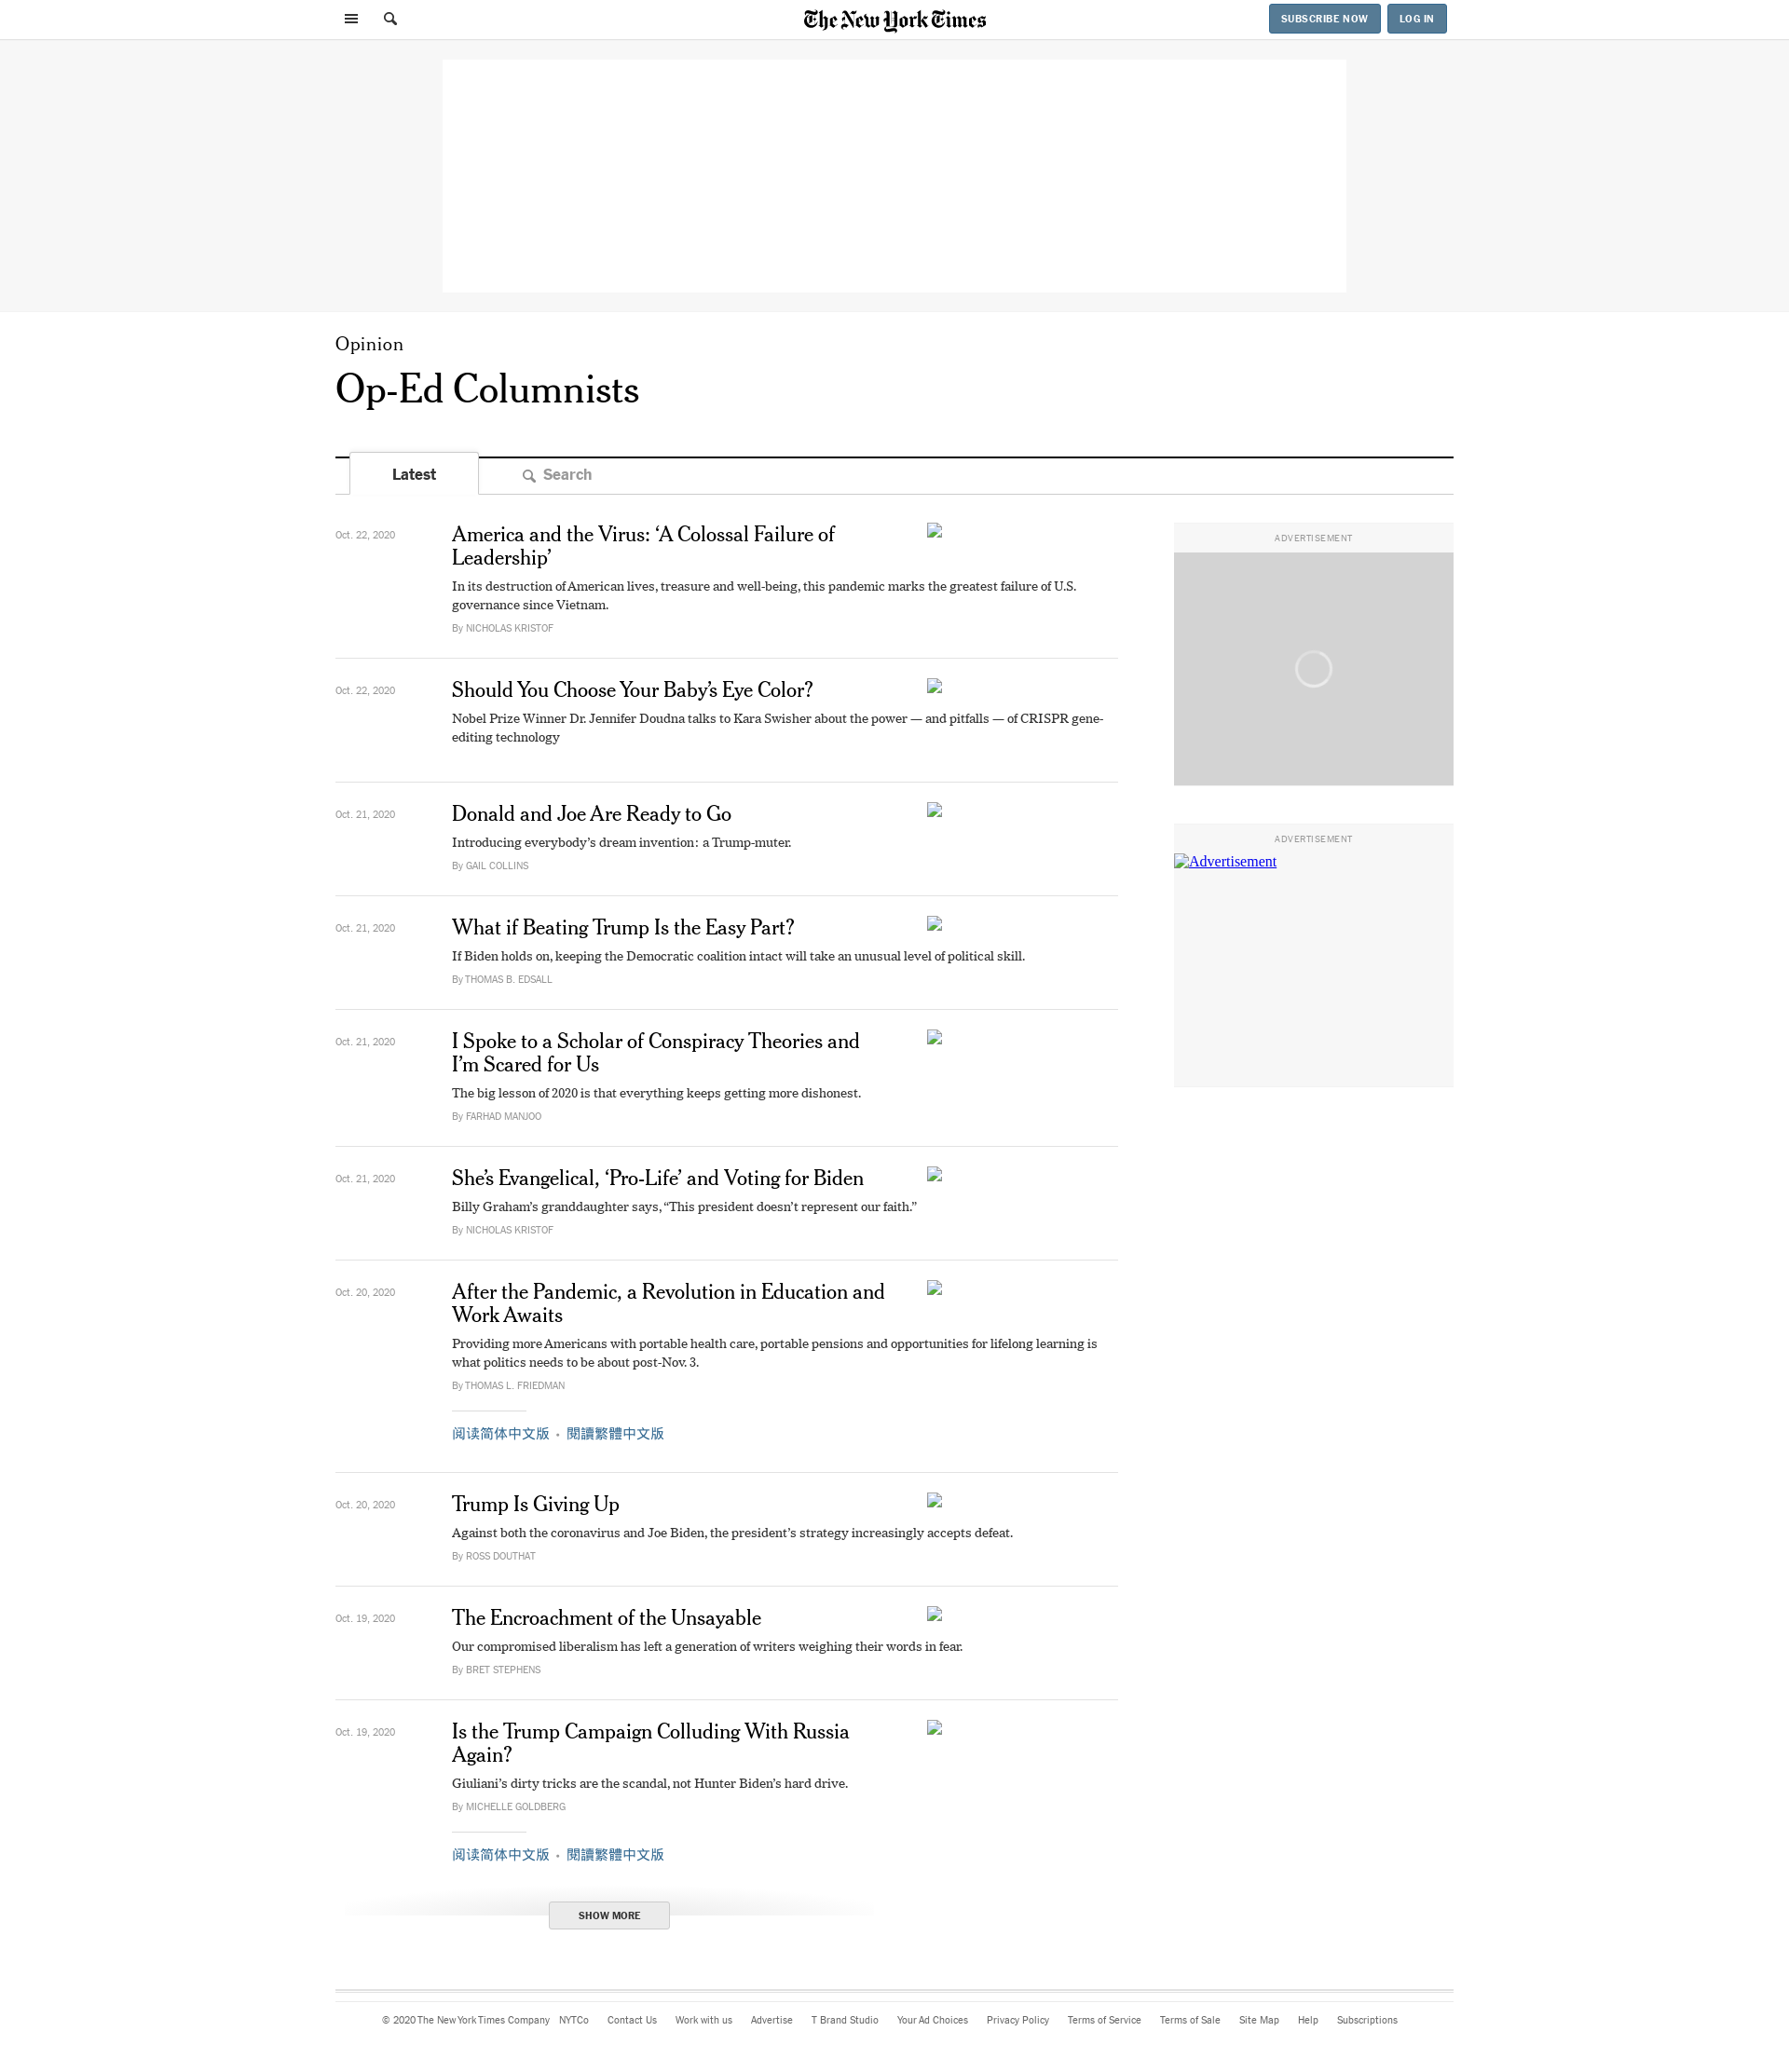 The New York Times
SUBSCRIBE NOW
LOG IN
Opinion
Op-Ed Columnists
Latest
Search
Oct. 22, 2020
America and the Virus: ‘A Colossal Failure of
Leadership’
In its destruction of American lives, treasure and well-being, this pandemic marks the greatest failure of U.S.
governance since Vietnam.
By NICHOLAS KRISTOF
Oct. 22, 2020
Should You Choose Your Baby’s Eye Color?
Nobel Prize Winner Dr. Jennifer Doudna talks to Kara Swisher about the power — and pitfalls — of CRISPR gene-
editing technology
Oct. 21, 2020
Donald and Joe Are Ready to Go
Introducing everybody’s dream invention: a Trump-muter.
By GAIL COLLINS
Oct. 21, 2020
What if Beating Trump Is the Easy Part?
If Biden holds on, keeping the Democratic coalition intact will take an unusual level of political skill.
By THOMAS B. EDSALL
Oct. 21, 2020
I Spoke to a Scholar of Conspiracy Theories and
I’m Scared for Us
The big lesson of 2020 is that everything keeps getting more dishonest.
By FARHAD MANJOO
Oct. 21, 2020
She’s Evangelical, ‘Pro-Life’ and Voting for Biden
Billy Graham’s granddaughter says, “This president doesn’t represent our faith.”
By NICHOLAS KRISTOF
Oct. 20, 2020
After the Pandemic, a Revolution in Education and
Work Awaits
Providing more Americans with portable health care, portable pensions and opportunities for lifelong learning is
what politics needs to be about post-Nov. 3.
By THOMAS L. FRIEDMAN
阅读简体中文版 • 閱讀繁體中文版
Oct. 20, 2020
Trump Is Giving Up
Against both the coronavirus and Joe Biden, the president’s strategy increasingly accepts defeat.
By ROSS DOUTHAT
Oct. 19, 2020
The Encroachment of the Unsayable
Our compromised liberalism has left a generation of writers weighing their words in fear.
By BRET STEPHENS
Oct. 19, 2020
Is the Trump Campaign Colluding With Russia
Again?
Giuliani’s dirty tricks are the scandal, not Hunter Biden’s hard drive.
By MICHELLE GOLDBERG
阅读简体中文版 • 閱讀繁體中文版
SHOW MORE
ADVERTISEMENT
ADVERTISEMENT
Advertisement
© 2020 The New York Times Company NYTCo Contact Us Work with us Advertise T Brand Studio Your Ad Choices Privacy Policy Terms of Service Terms of Sale Site Map Help Subscriptions